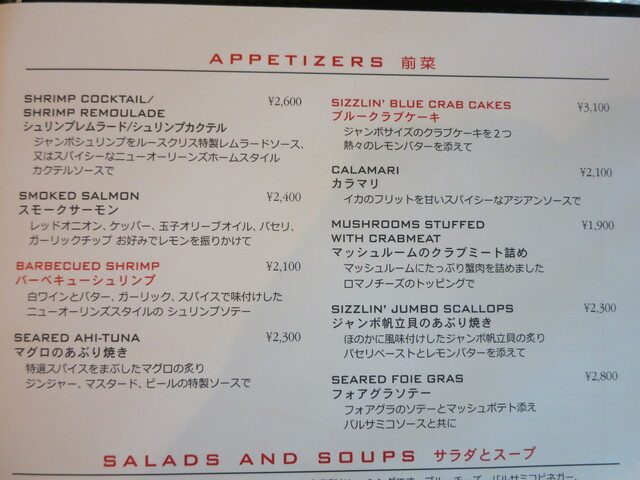 APPETIZERS 前菜
SHRIMP COCKTAIL/ ¥2,600
SHRIMP REMOULADE
シュリンプレムラード/シュリンプカクテル
ジャンボシュリンプをルースクリス特製レムラードソース、
又はスパイシーなニューオーリーンズホームスタイル
カクテルソースで
SMOKED SALMON ¥2,400
スモークサーモン
レッドオニオン、ケッパー、玉子オリーブオイル、パセリ、
ガーリックチップ お好みでレモンを振りかけて
BARBECUED SHRIMP ¥2,100
バーベキューシュリンプ
白ワインとバター、ガーリック、スパイスで味付けした
ニューオーリンズスタイルの シュリンプソテー
SEARED AHI-TUNA ¥2,300
マグロのあぶり焼き
特選スパイスをまぶしたマグロの炙り
ジンジャー、マスタード、ビールの特製ソースで
SIZZLIN' BLUE CRAB CAKES ¥3,100
ブルークラブケーキ
ジャンボサイズのクラブケーキを2つ
熱々のレモンバターを添えて
CALAMARI ¥2,100
カラマリ
イカのフリットを甘いスパイシーなアジアンソースで
MUSHROOMS STUFFED ¥1,900
WITH CRABMEAT
マッシュルームのクラブミート詰め
マッシュルームにたっぷり蟹肉を詰めました
ロマノチーズのトッピングで
SIZZLIN' JUMBO SCALLOPS ¥2,300
ジャンボ帆立貝のあぶり焼き
ほのかに風味付けしたジャンボ帆立貝の炙り
パセリペーストとレモンバターを添えて
SEARED FOIE GRAS ¥2,800
フォアグラソテー
フォアグラのソテーとマッシュポテト添え
バルサミコソースと共に
SALADS AND SOUPS サラダとスープ